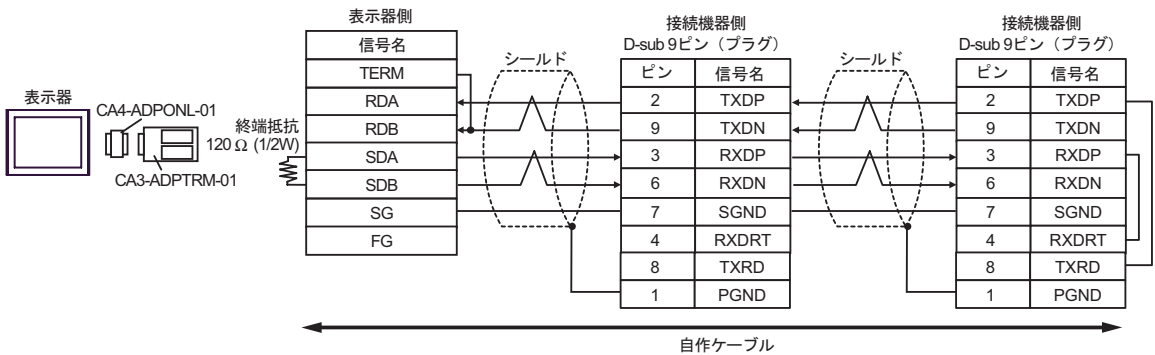 表示器
CA4-ADPONL-01
CA3-ADPTRM-01
終端抵抗
120 Ω (1/2W)
表示器側
信号名
TERM
RDA
RDB
SDA
SDB
SG
FG
シールド
接続機器側
D-sub 9ピン（プラグ）
ピン 信号名
2 TXDP
9 TXDN
3 RXDP
6 RXDN
7 SGND
4 RXDRT
8 TXRD
1 PGND
シールド
接続機器側
D-sub 9ピン（プラグ）
ピン 信号名
2 TXDP
9 TXDN
3 RXDP
6 RXDN
7 SGND
4 RXDRT
8 TXRD
1 PGND
自作ケーブル